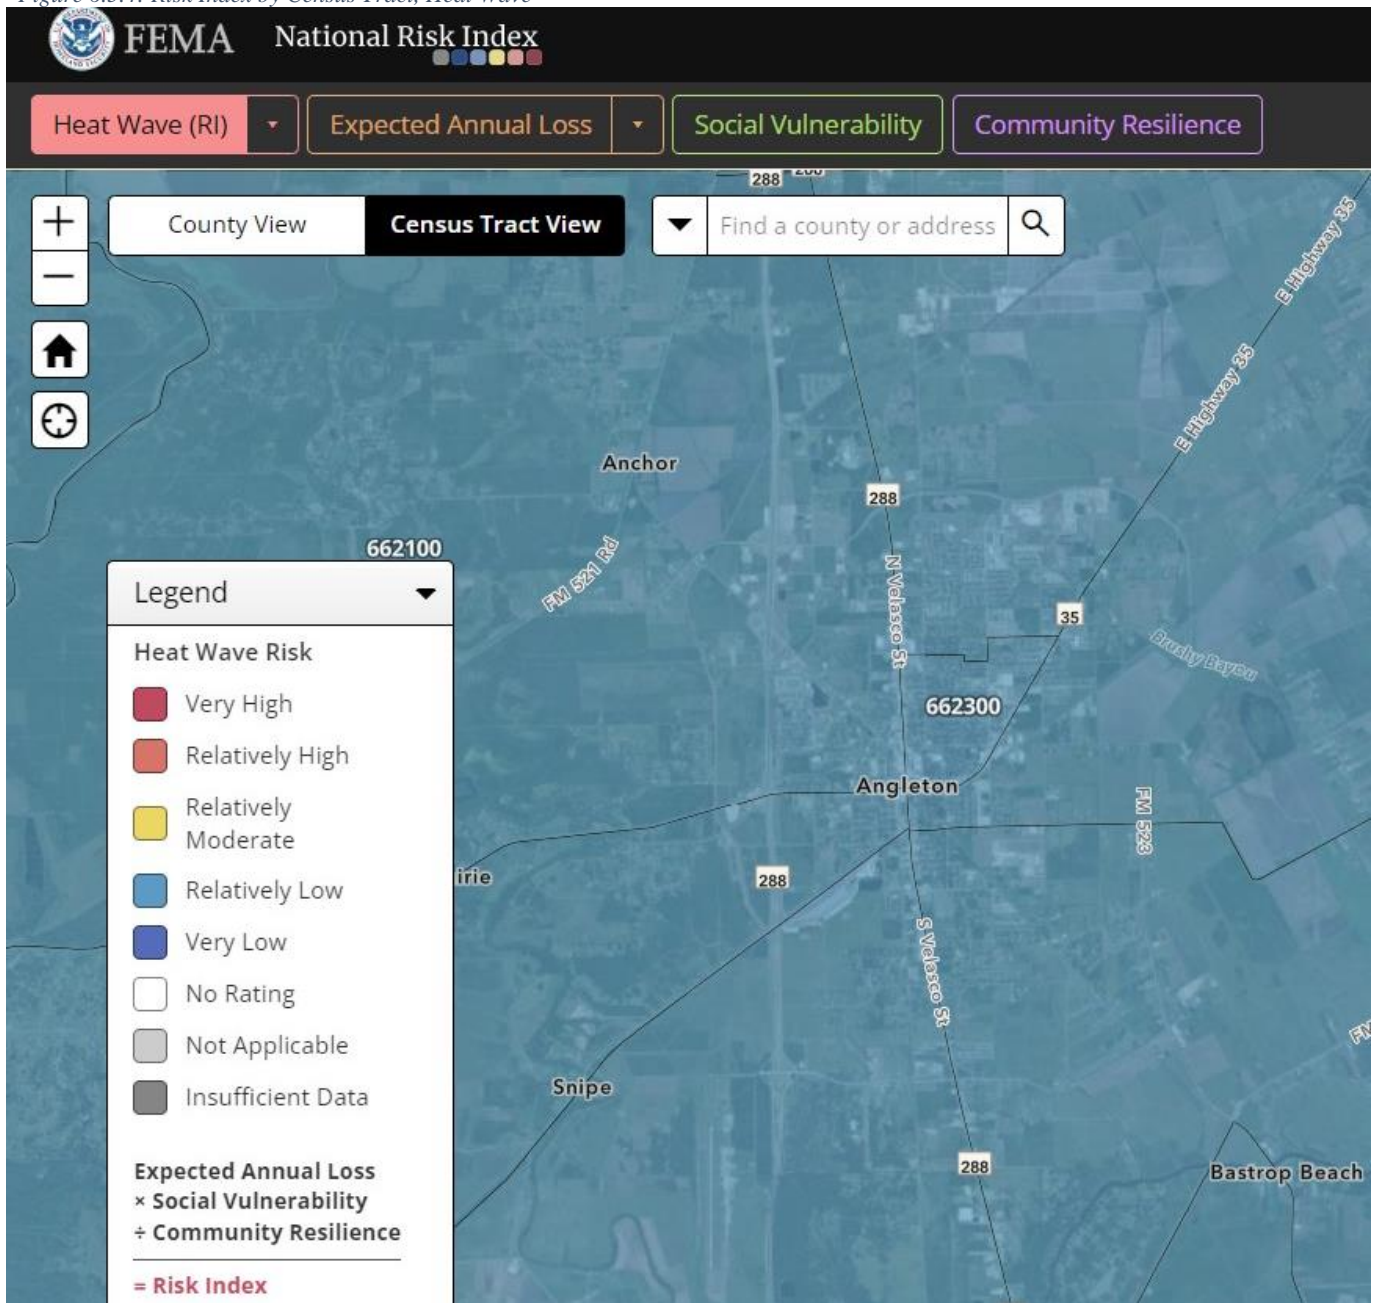 FEMA National Risk Index
Heat Wave (RI) Expected Annual Loss Social Vulnerability Community Resilience
288
County View Census Tract View Find a county or address
E Highway 35
E Highway 35
Anchor
288
662100
FM 521 Rd
N Velasco St
35
Brushy Bayou
662300
Angleton
FM 523
irie
288
S Velasco St
FM
Snipe
288
Bastrop Beach
Legend
Heat Wave Risk
Very High
Relatively High
Relatively
Moderate
Relatively Low
Very Low
No Rating
Not Applicable
Insufficient Data
Expected Annual Loss
× Social Vulnerability
÷ Community Resilience
= Risk Index